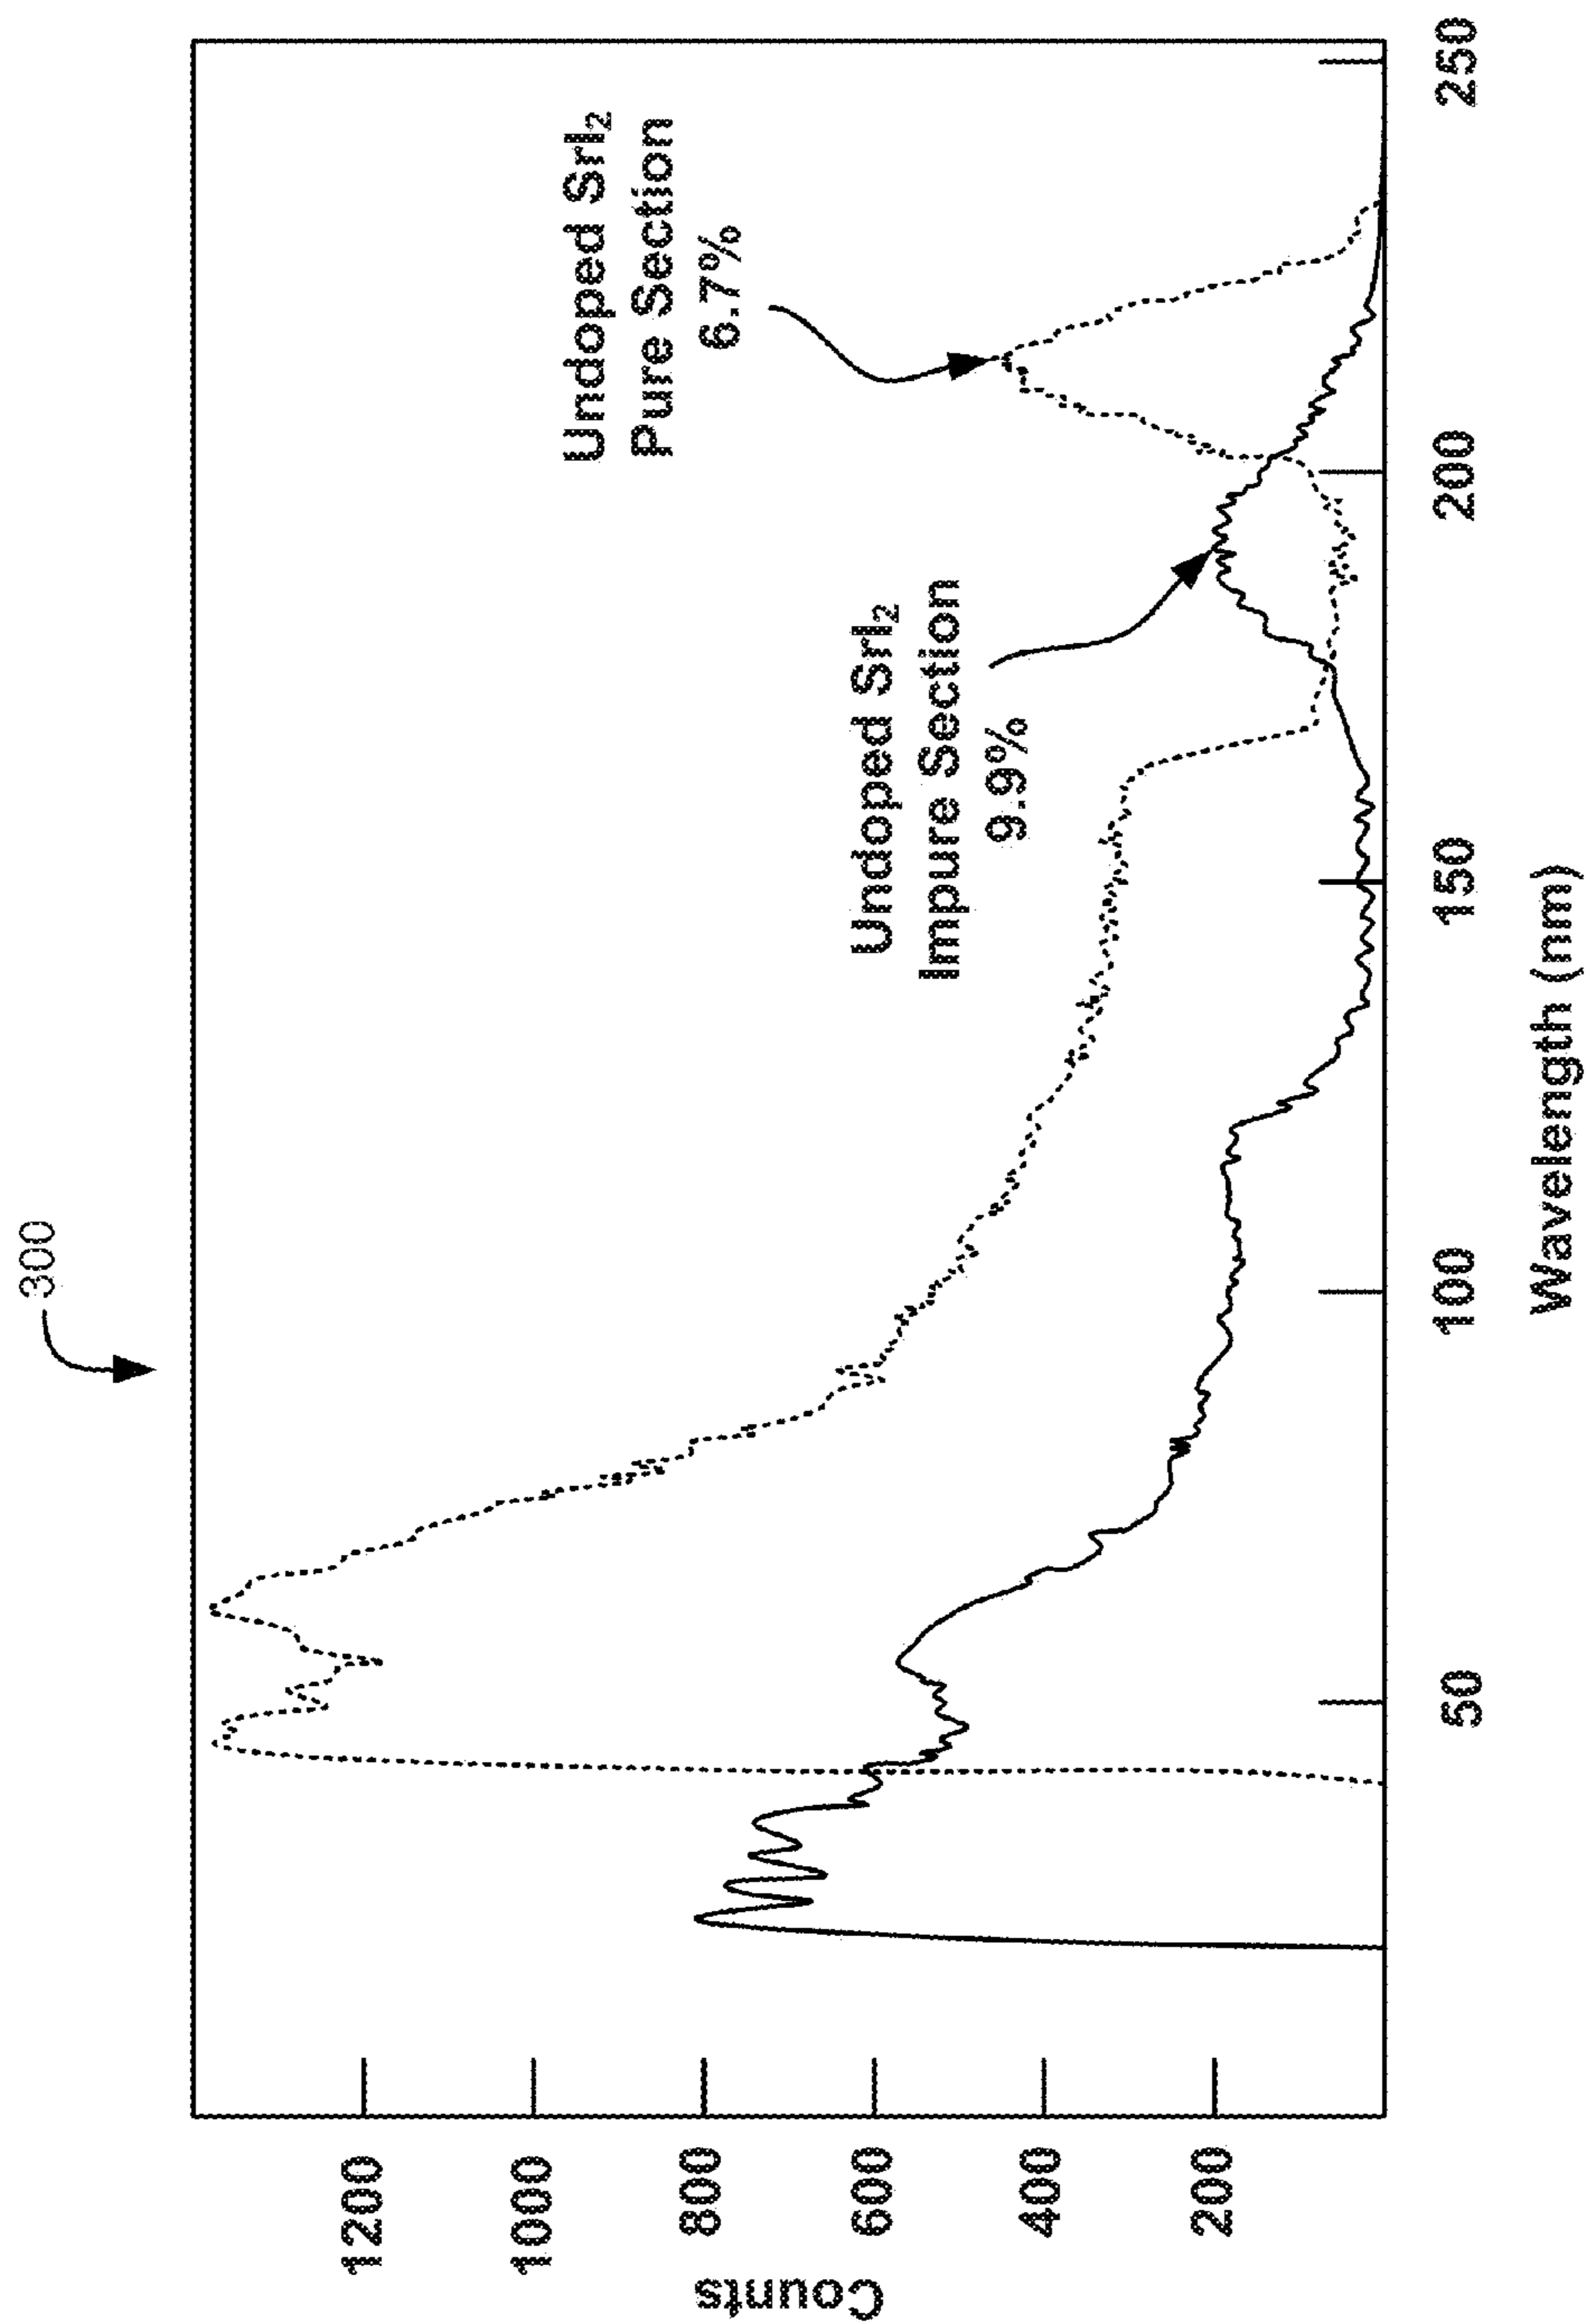 300
Undoped SrI₂
Pure Section
6.7%
Undoped SrI₂
Impure Section
9.9%
Counts
1200
1000
800
600
400
200
50
100
150
200
250
Wavelength (nm)